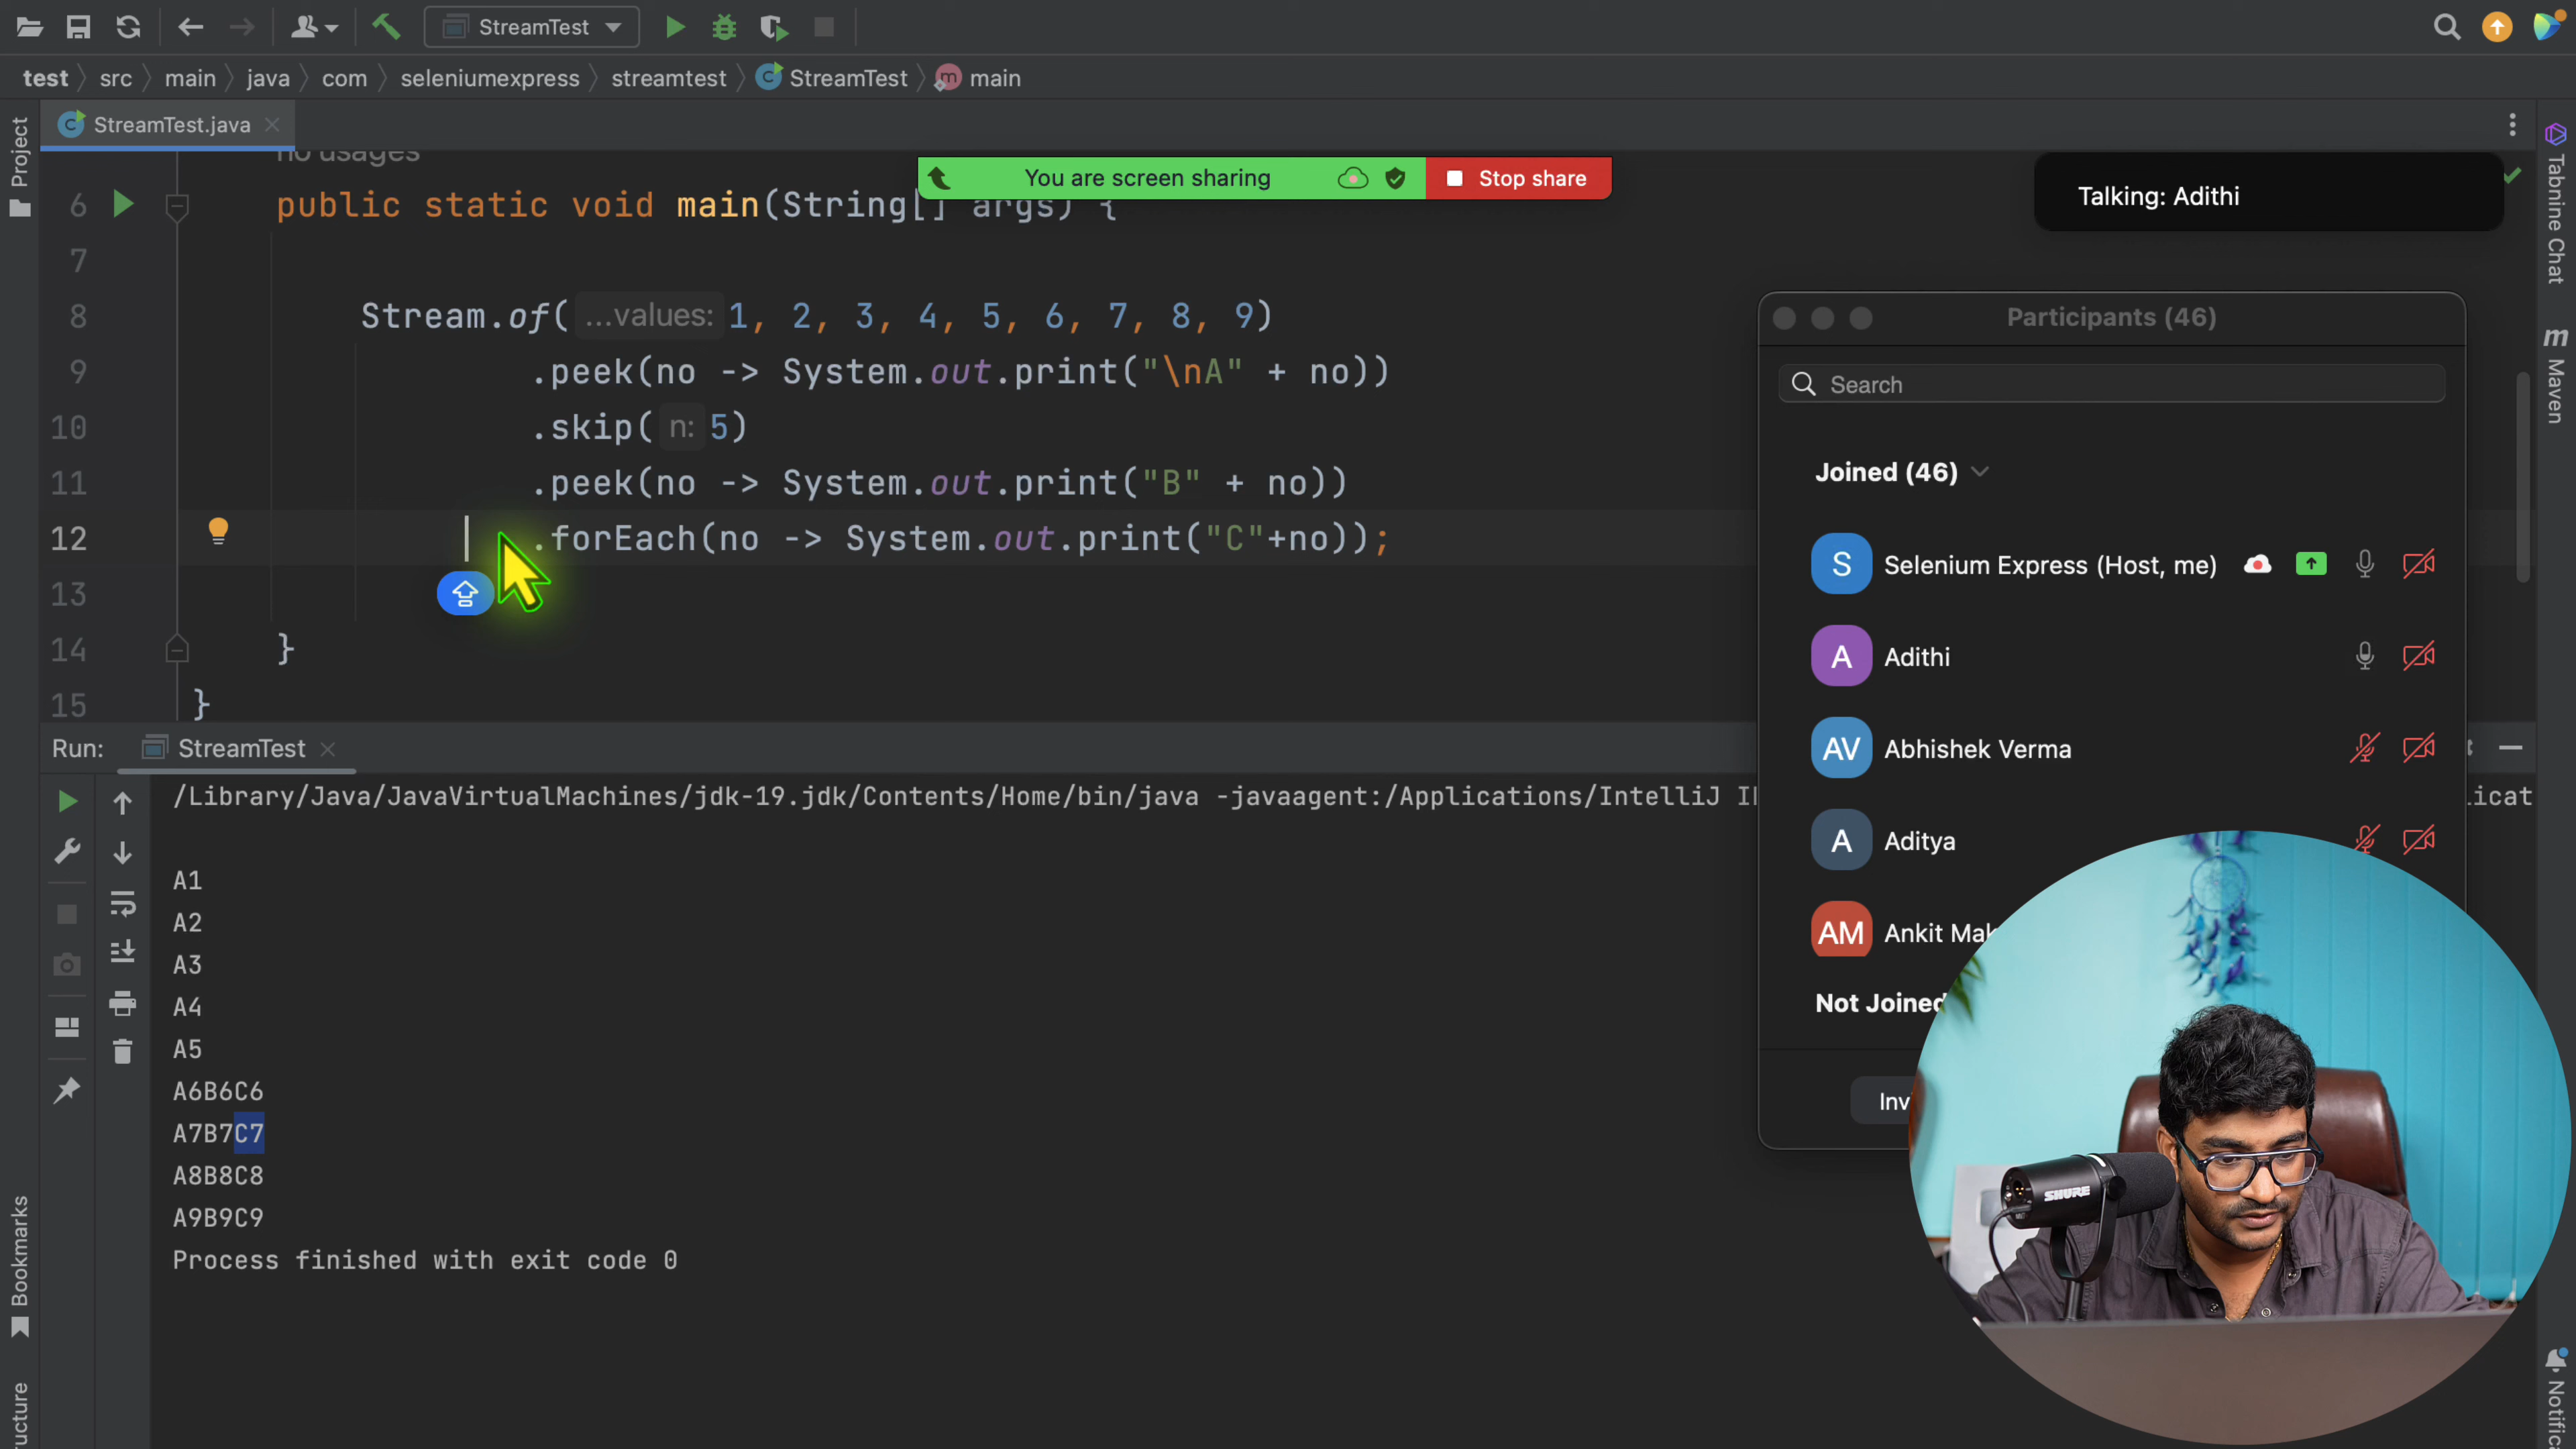 StreamTest
test src main java com seleniumexpress streamtest StreamTest main
StreamTest.java
Project
no usages
You are screen sharing
Stop share
Talking: Adithi
6 public static void main(String[] args) {
7
8 Stream.of( ...values: 1, 2, 3, 4, 5, 6, 7, 8, 9)
9 .peek(no -> System.out.print("\nA" + no))
10 .skip( n: 5)
11 .peek(no -> System.out.print("B" + no))
12 .forEach(no -> System.out.print("C"+no));
13
14 }
15 }
Participants (46)
Search
Joined (46)
S Selenium Express (Host, me)
A Adithi
AV Abhishek Verma
A Aditya
AM Ankit
Not Joined
Tabnine Chat
m Maven
Run: StreamTest
/Library/Java/JavaVirtualMachines/jdk-19.jdk/Contents/Home/bin/java -javaagent:/Applications/IntelliJ
A1
A2
A3
A4
A5
A6B6C6
A7B7C7
A8B8C8
A9B9C9
Process finished with exit code 0
Bookmarks
SHURE